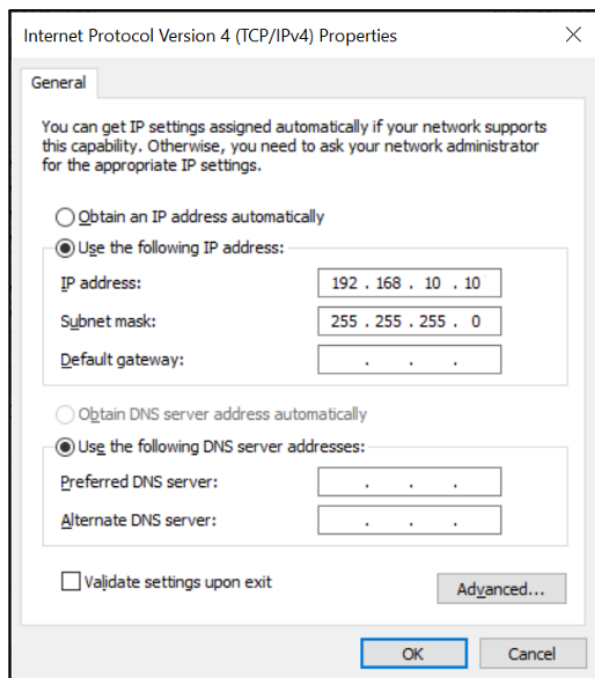 Internet Protocol Version 4 (TCP/IPv4) Properties
General
You can get IP settings assigned automatically if your network supports
this capability. Otherwise, you need to ask your network administrator
for the appropriate IP settings.
Obtain an IP address automatically
Use the following IP address:
IP address: 192 . 168 . 10 . 10
Subnet mask: 255 . 255 . 255 . 0
Default gateway: . . .
Obtain DNS server address automatically
Use the following DNS server addresses:
Preferred DNS server: . . .
Alternate DNS server: . . .
Validate settings upon exit
Advanced...
OK Cancel